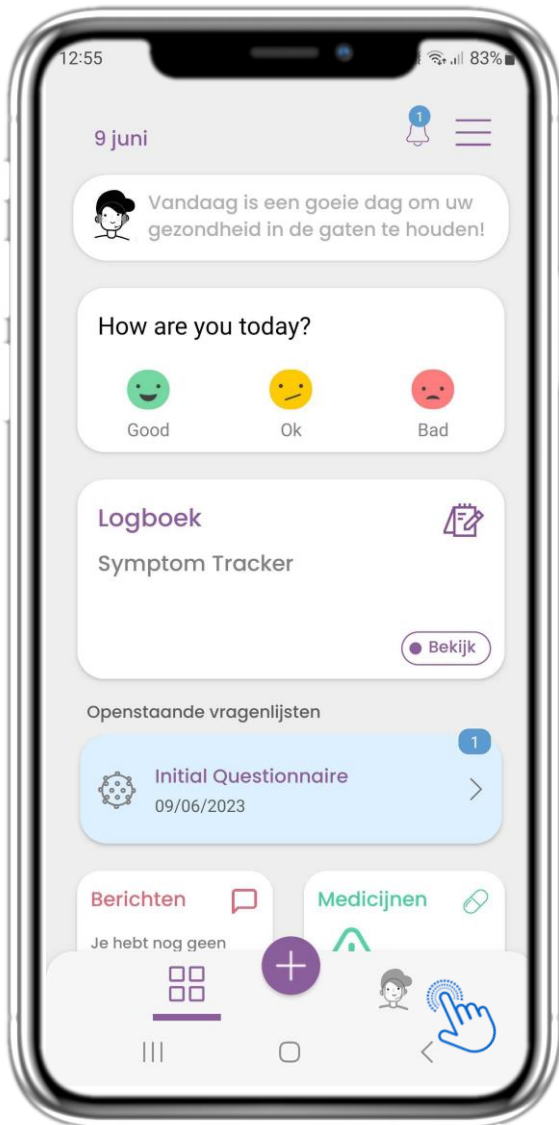 12:55
83%
9 juni
1
Vandaag is een goeie dag om uw
gezondheid in de gaten te houden!
How are you today?
Good
Ok
Bad
Logboek
Symptom Tracker
Bekijk
Openstaande vragenlijsten
1
Initial Questionnaire
09/06/2023
Berichten
Medicijnen
Je hebt nog geen